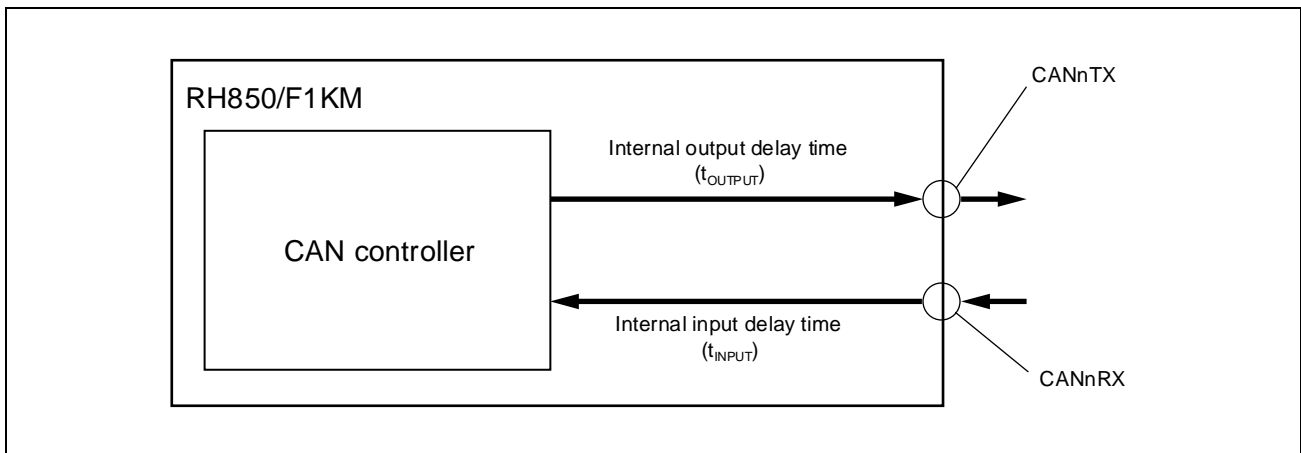 RH850/F1KM
CAN controller
Internal output delay time
(tOUTPUT)
Internal input delay time
(tINPUT)
CANnTX
CANnRX